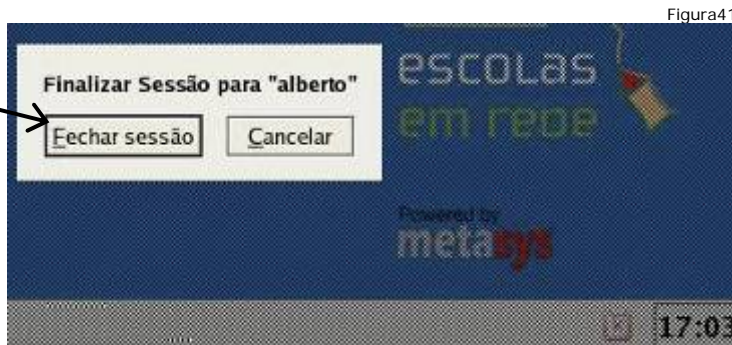 Figura41
Finalizar Sessão para "alberto"
Fechar sessão Cancelar
escolas
em rede
Powered by
metasys
17:03